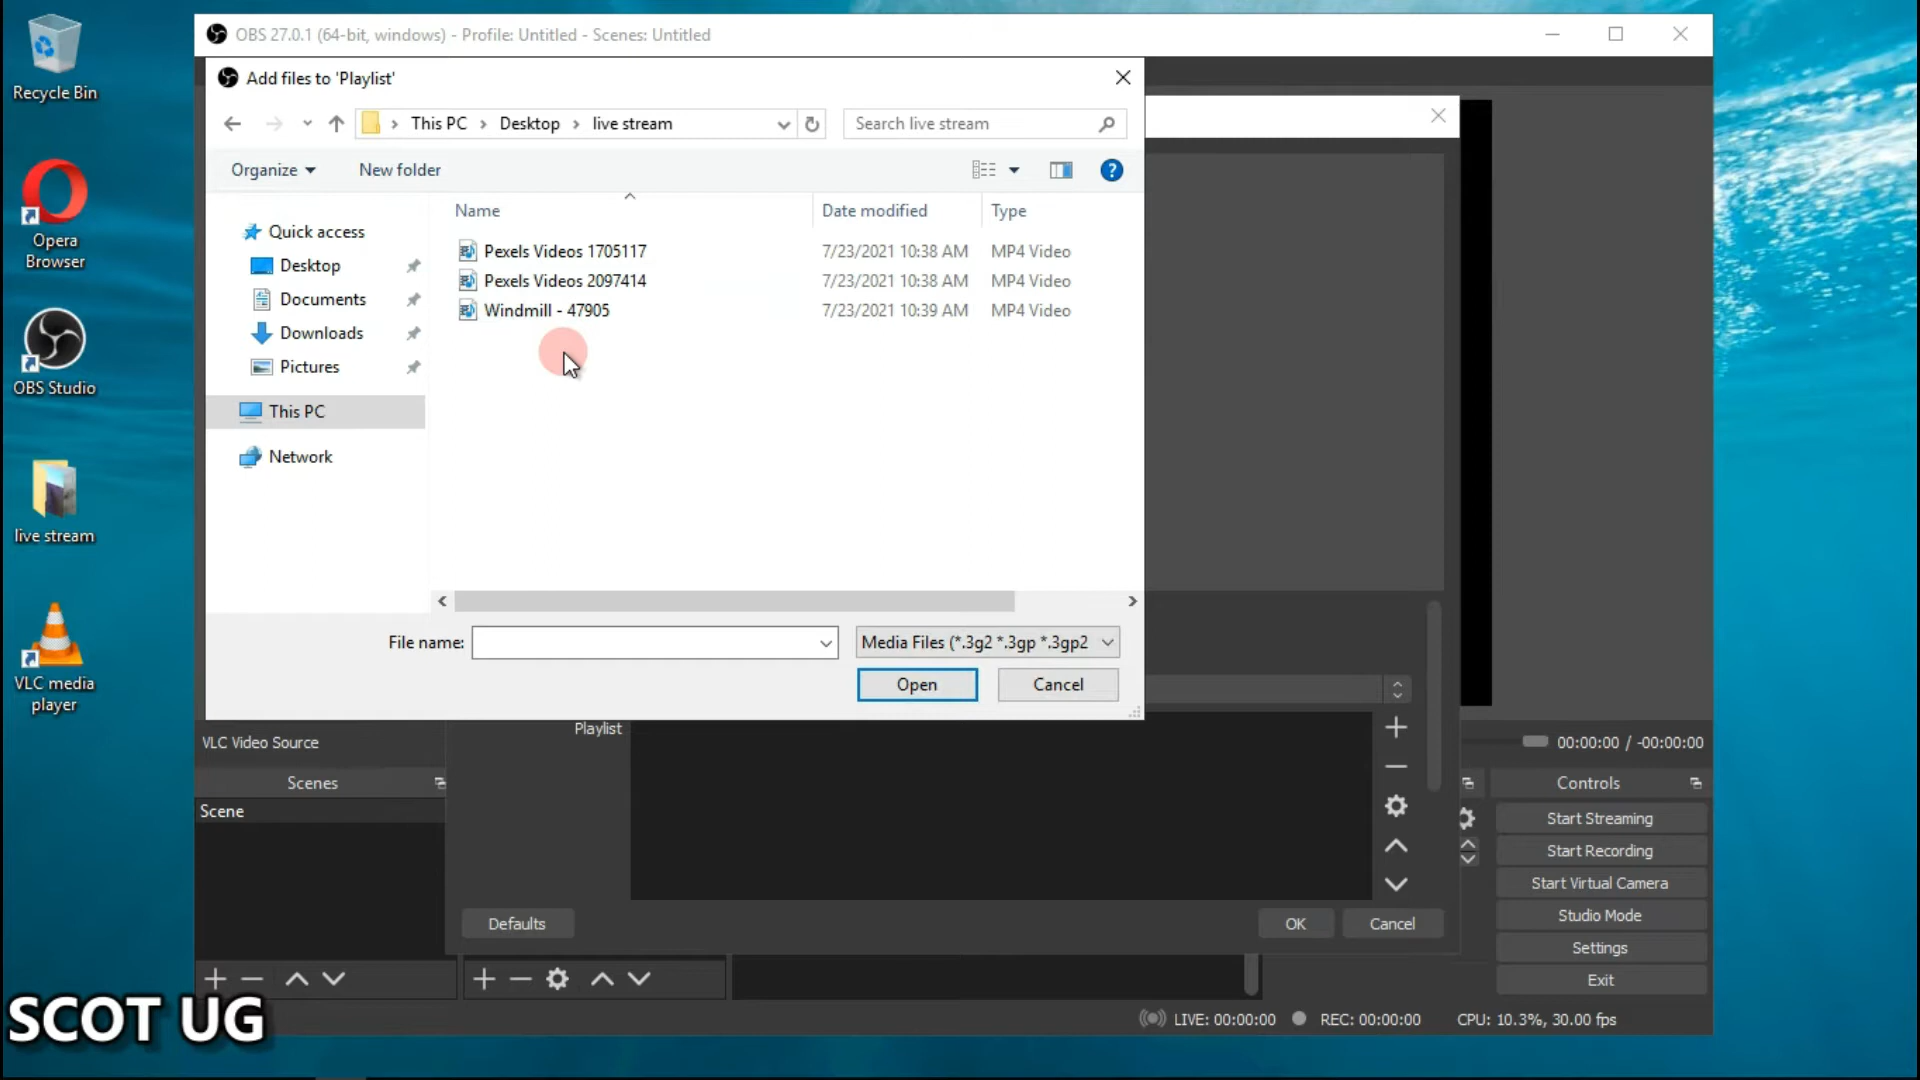 Recycle Bin
Opera
Browser
OBS Studio
live stream
VLC media
player
OBS 27.0.1 (64-bit, windows) - Profile: Untitled - Scenes: Untitled
Add files to 'Playlist'
This PC › Desktop › live stream
Search live stream
Organize
New folder
Name Date modified Type
Quick access
Desktop
Documents
Downloads
Pictures
This PC
Network
Pexels Videos 1705117 7/23/2021 10:38 AM MP4 Video
Pexels Videos 2097414 7/23/2021 10:38 AM MP4 Video
Windmill - 47905 7/23/2021 10:39 AM MP4 Video
File name:
Media Files (*.3g2 *.3gp *.3gp2
Open
Cancel
Playlist
VLC Video Source
00:00:00 / -00:00:00
Scenes
Scene
Defaults
OK
Cancel
Controls
Start Streaming
Start Recording
Start Virtual Camera
Studio Mode
Settings
Exit
LIVE: 00:00:00
REC: 00:00:00
CPU: 10.3%, 30.00 fps
SCOT UG